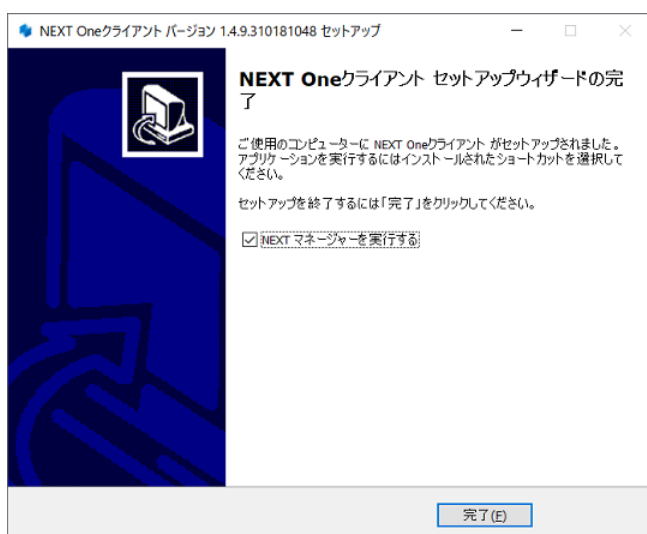 NEXT Oneクライアント バージョン 1.4.9.310181048 セットアップ
NEXT Oneクライアント セットアップウィザードの完
了
ご使用のコンピューターに NEXT Oneクライアント がセットアップされました。
アプリケーションを実行するにはインストールされたショートカットを選択して
ください。
セットアップを終了するには「完了」をクリックしてください。
NEXT マネージャーを実行する
完了(F)